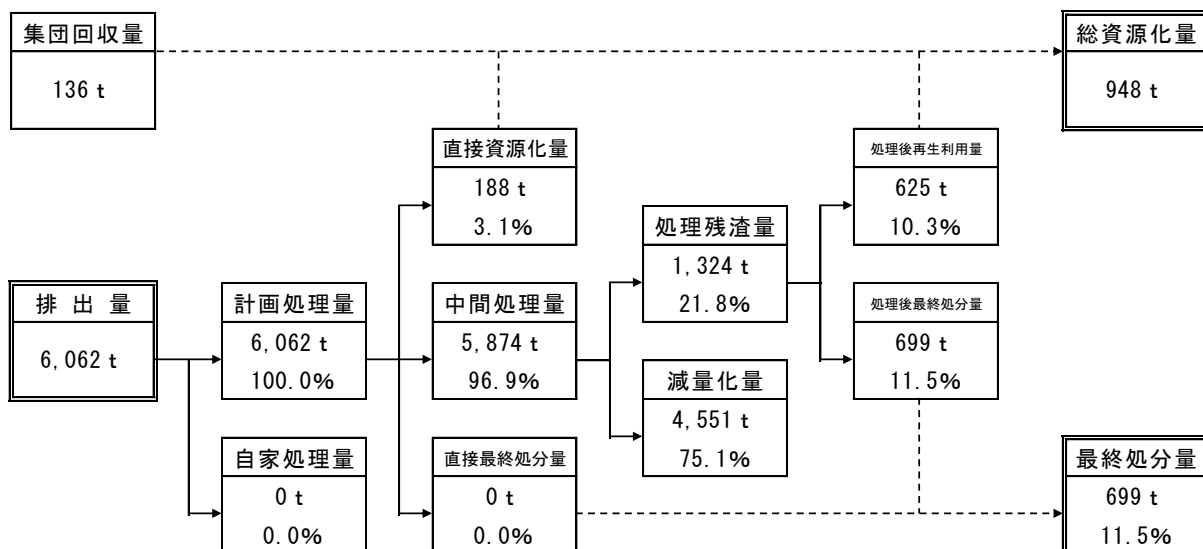 集団回収量
136 t
総資源化量
948 t
直接資源化量
188 t
3.1%
処理後再生利用量
625 t
10.3%
処理残渣量
1,324 t
21.8%
排 出 量
6,062 t
計画処理量
6,062 t
100.0%
中間処理量
5,874 t
96.9%
処理後最終処分量
699 t
11.5%
減量化量
4,551 t
75.1%
自家処理量
0 t
0.0%
直接最終処分量
0 t
0.0%
最終処分量
699 t
11.5%